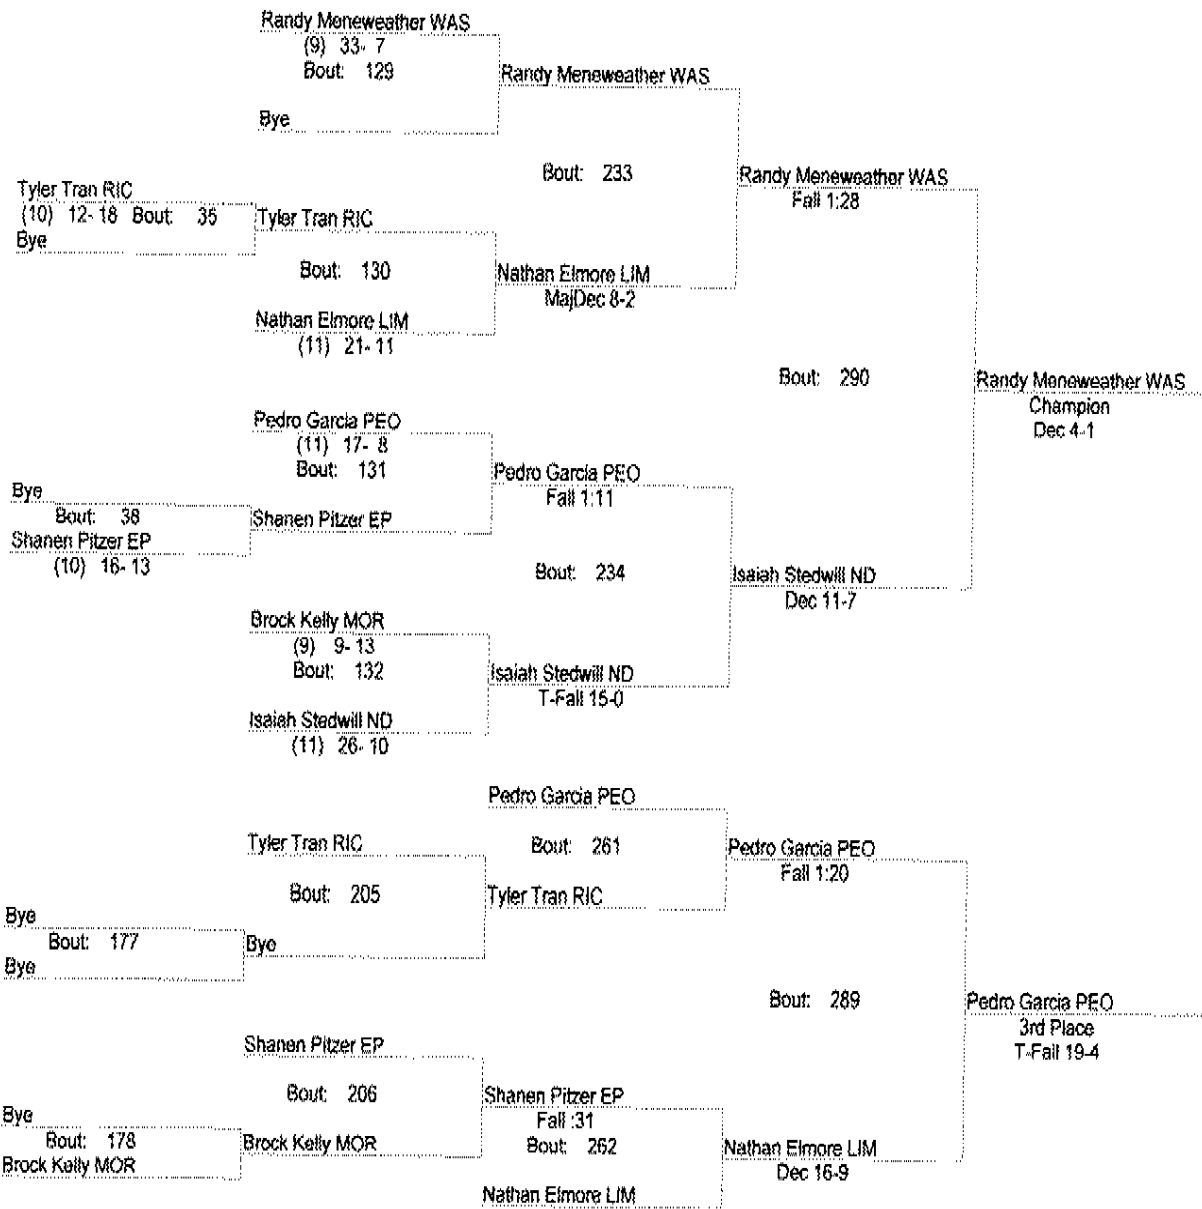 Randy Meneweather WAS
(9) 33- 7
Bout: 129
Randy Meneweather WAS
Bye
Bout: 233
Randy Meneweather WAS
Fall 1:28
Tyler Tran RIC
(10) 12- 18 Bout: 35
Tyler Tran RIC
Bye
Bout: 130
Nathan Elmore LIM
MajDec 8-2
Nathan Elmore LIM
(11) 21- 11
Bout: 290
Randy Meneweather WAS
Champion
Dec 4-1
Pedro Garcia PEO
(11) 17- 8
Bout: 131
Pedro Garcia PEO
Fall 1:11
Bye
Bout: 38
Shanen Pitzer EP
Shanen Pitzer EP
(10) 16- 13
Bout: 234
Isaiah Stedwill ND
Dec 11-7
Brock Kelly MOR
(9) 9- 13
Bout: 132
Isaiah Stedwill ND
T-Fall 15-0
Isaiah Stedwill ND
(11) 26- 10
Pedro Garcia PEO
Tyler Tran RIC
Bout: 261
Pedro Garcia PEO
Fall 1:20
Bout: 205
Tyler Tran RIC
Bye
Bout: 177
Bye
Bye
Bout: 289
Pedro Garcia PEO
3rd Place
T-Fall 19-4
Shanen Pitzer EP
Bout: 206
Shanen Pitzer EP
Fall :31
Bye
Bout: 178
Brock Kelly MOR
Bout: 262
Nathan Elmore LIM
Dec 16-9
Brock Kelly MOR
Nathan Elmore LIM